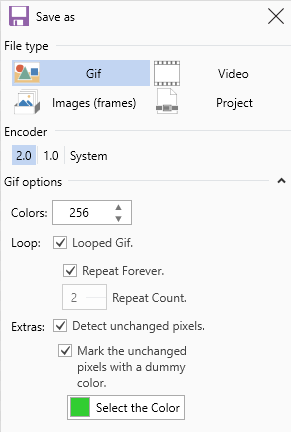 Save as
File type
Gif Video
Images (frames) Project
Encoder
2.0 1.0 System
Gif options
Colors: 256
Loop: Looped Gif.
Repeat Forever.
2 Repeat Count.
Extras: Detect unchanged pixels.
Mark the unchanged
pixels with a dummy
color.
Select the Color